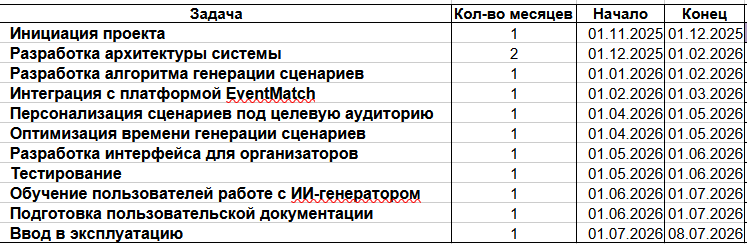 Задача Кол-во месяцев Начало Конец
Инициация проекта 1 01.11.2025 01.12.2025
Разработка архитектуры системы 2 01.12.2025 01.02.2026
Разработка алгоритма генерации сценариев 1 01.01.2026 01.02.2026
Интеграция с платформой EventMatch 1 01.02.2026 01.03.2026
Персонализация сценариев под целевую аудиторию 1 01.04.2026 01.05.2026
Оптимизация времени генерации сценариев 1 01.04.2026 01.05.2026
Разработка интерфейса для организаторов 1 01.05.2026 01.06.2026
Тестирование 1 01.05.2026 01.06.2026
Обучение пользователей работе с ИИ-генератором 1 01.06.2026 01.07.2026
Подготовка пользовательской документации 1 01.06.2026 01.07.2026
Ввод в эксплуатацию 1 01.07.2026 08.07.2026